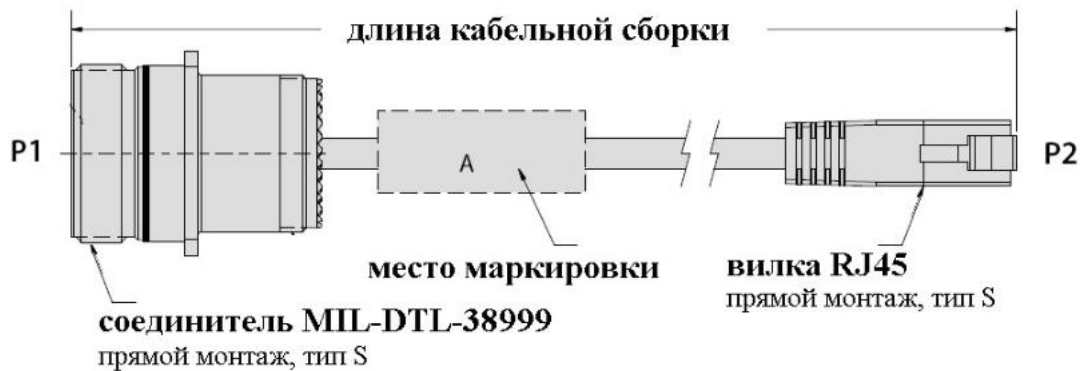 длина кабельной сборки
P1
A
P2
место маркировки
вилка RJ45
прямой монтаж, тип S
соединитель MIL-DTL-38999
прямой монтаж, тип S